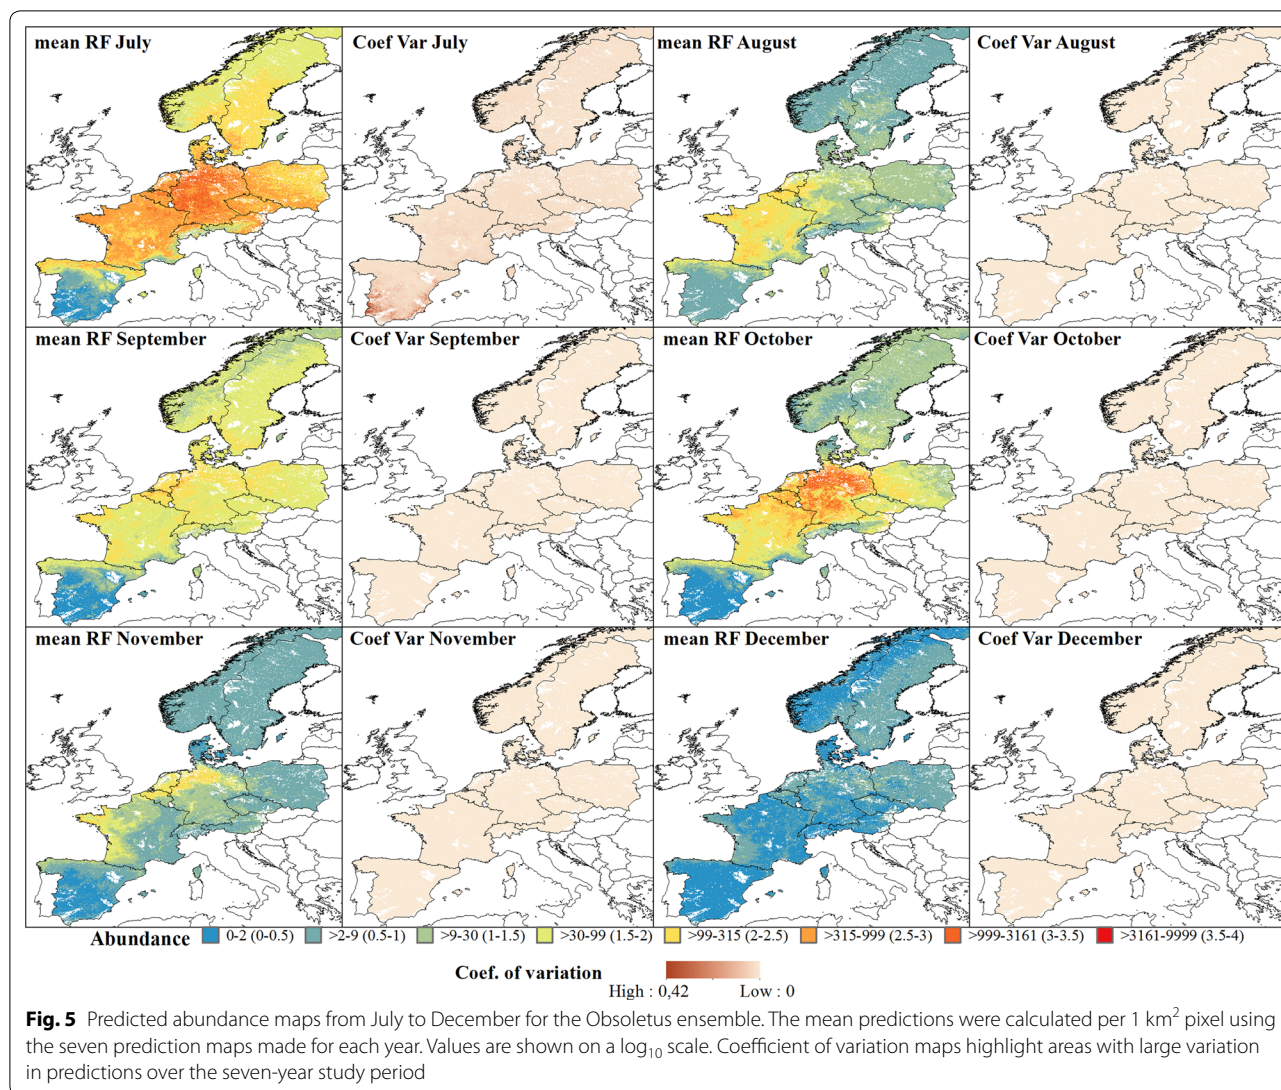 mean RF July
Coef Var July
mean RF August
Coef Var August
mean RF September
Coef Var September
mean RF October
Coef Var October
mean RF November
Coef Var November
mean RF December
Coef Var December
Abundance 0-2 (0-0.5) >2-9 (0.5-1) >9-30 (1-1.5) >30-99 (1.5-2) >99-315 (2-2.5) >315-999 (2.5-3) >999-3161 (3-3.5) >3161-9999 (3.5-4)
Coef. of variation
High : 0,42 Low : 0
Fig. 5 Predicted abundance maps from July to December for the Obsoletus ensemble. The mean predictions were calculated per 1 km² pixel using
the seven prediction maps made for each year. Values are shown on a log₁₀ scale. Coefficient of variation maps highlight areas with large variation
in predictions over the seven-year study period